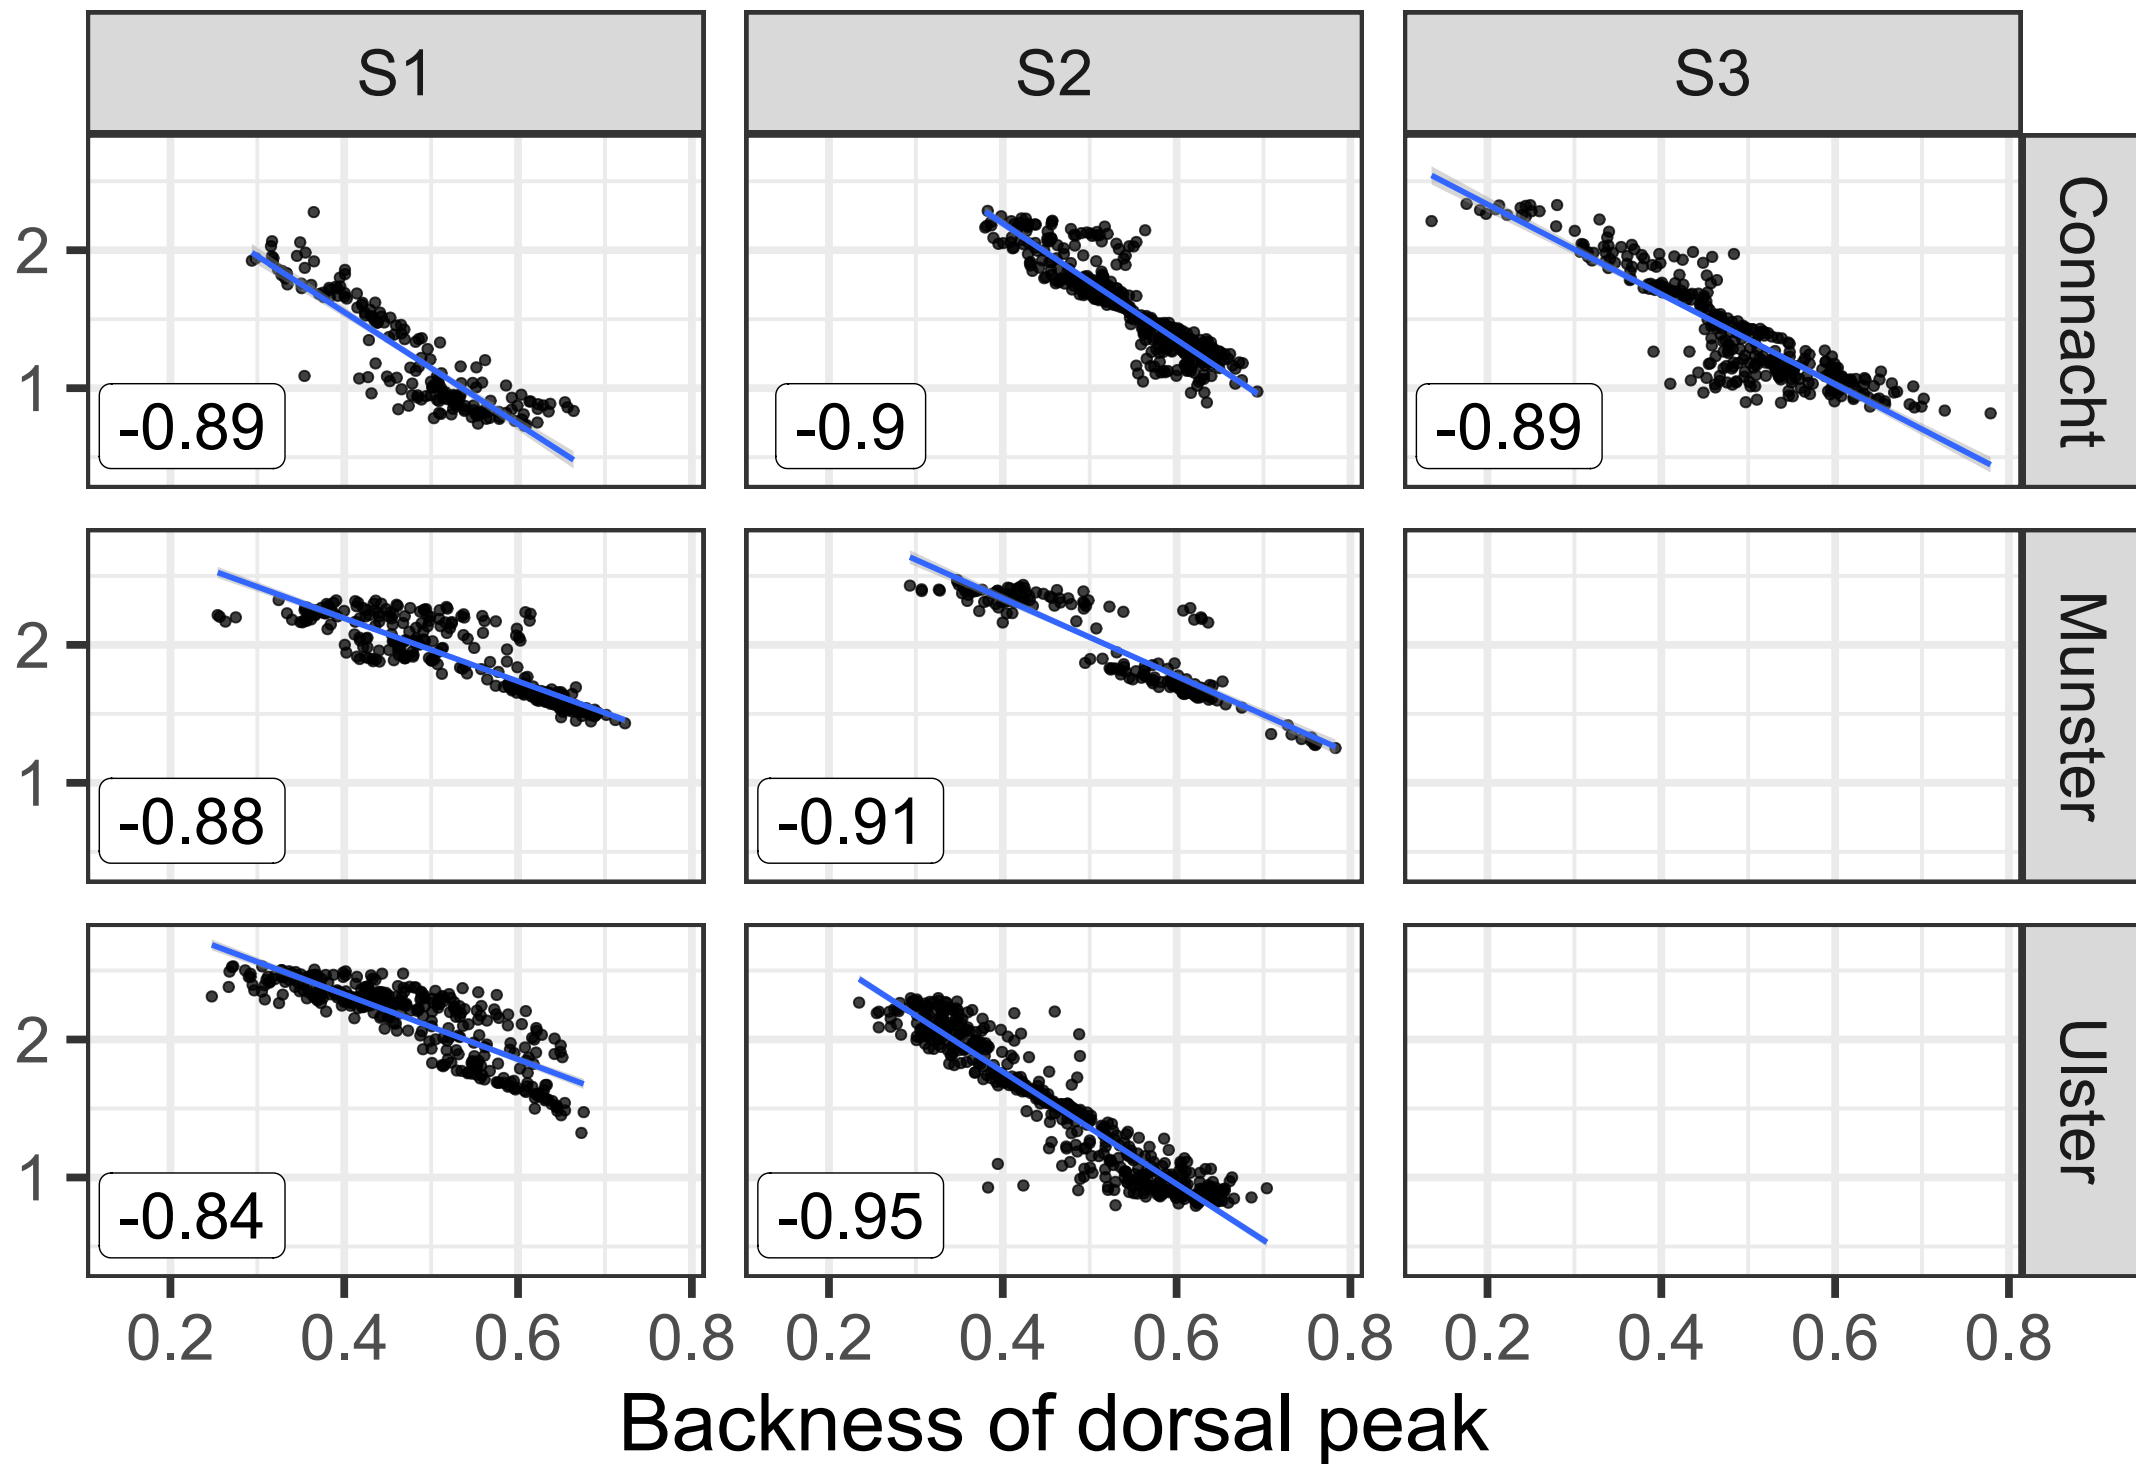 S1 S2 S3
2
1
-0.89 -0.9 -0.89
Connacht
2
1
-0.88 -0.91
Munster
2
1
-0.84 -0.95
Ulster
0.2 0.4 0.6 0.8 0.2 0.4 0.6 0.8 0.2 0.4 0.6 0.8
Backness of dorsal peak